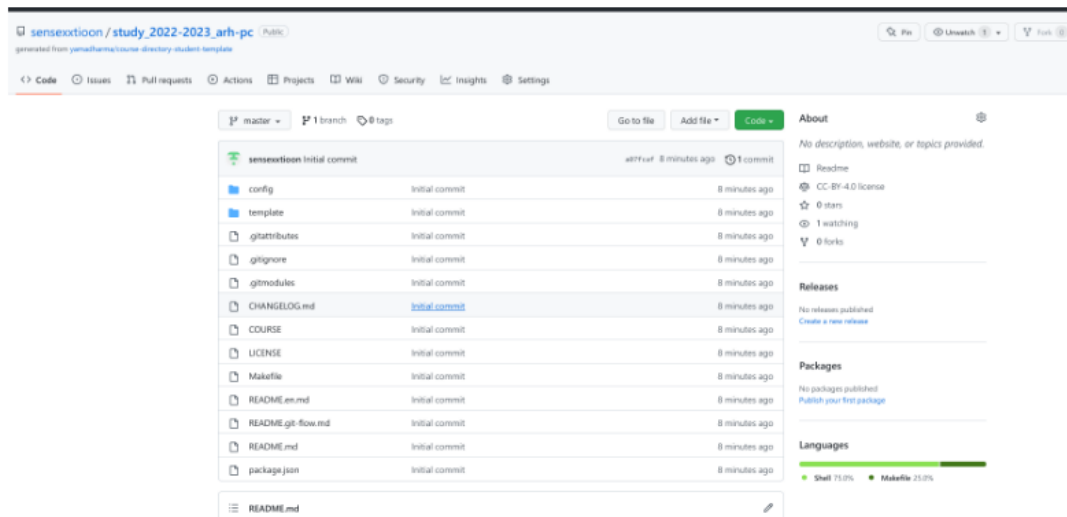 sensexxtioon / study_2022-2023_arh-pc Public
Pin Unwatch 1 Fork 0
generated from yamadharma/course-directory-student-template
Code Issues Pull requests Actions Projects Wiki Security Insights Settings
master 1 branch 0 tags Go to file Add file Code
sensexxtioon Initial commit 8 minutes ago 1 commit
config Initial commit 8 minutes ago
template Initial commit 8 minutes ago
.gitattributes Initial commit 8 minutes ago
.gitignore Initial commit 8 minutes ago
.gitmodules Initial commit 8 minutes ago
CHANGELOG.md Initial commit 8 minutes ago
COURSE Initial commit 8 minutes ago
LICENSE Initial commit 8 minutes ago
Makefile Initial commit 8 minutes ago
README.en.md Initial commit 8 minutes ago
README.git-flow.md Initial commit 8 minutes ago
README.md Initial commit 8 minutes ago
package.json Initial commit 8 minutes ago
README.md
About
No description, website, or topics provided.
Readme
CC-BY-4.0 license
0 stars
1 watching
0 forks
Releases
No releases published
Create a new release
Packages
No packages published
Publish your first package
Languages
Shell 75.0% Makefile 25.0%